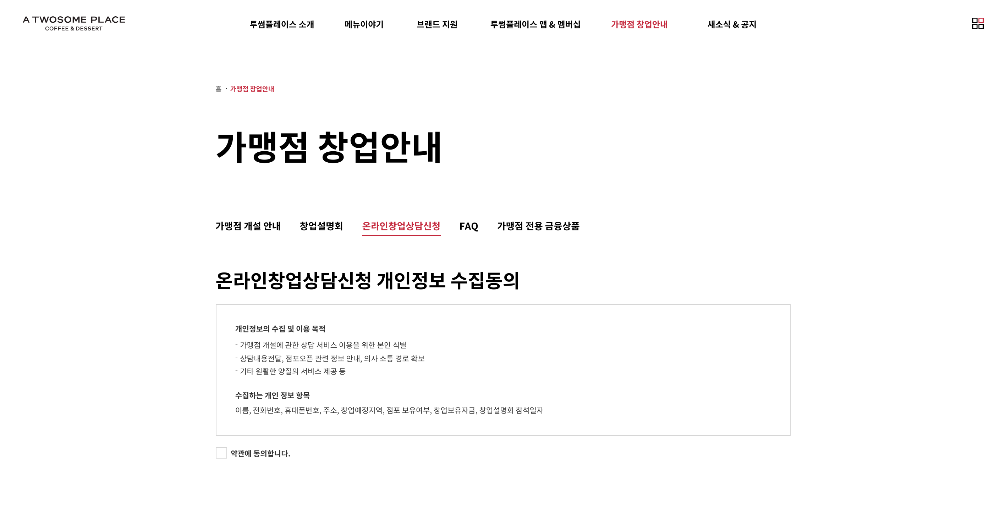 A TWOSOME PLACE
COFFEE & DESSERT
투썸플레이스 소개 메뉴이야기 브랜드 지원 투썸플레이스 앱 & 멤버십 가맹점 창업안내 새소식 & 공지
홈 · 가맹점 창업안내
가맹점 창업안내
가맹점 개설 안내 창업설명회 온라인창업상담신청 FAQ 가맹점 전용 금융상품
온라인창업상담신청 개인정보 수집동의
개인정보의 수집 및 이용 목적
- 가맹점 개설에 관한 상담 서비스 이용을 위한 본인 식별
- 상담내용전달, 점포오픈 관련 정보 안내, 의사 소통 경로 확보
- 기타 원활한 양질의 서비스 제공 등
수집하는 개인 정보 항목
이름, 전화번호, 휴대폰번호, 주소, 창업예정지역, 점포 보유여부, 창업보유자금, 창업설명회 참석일자
약관에 동의합니다.